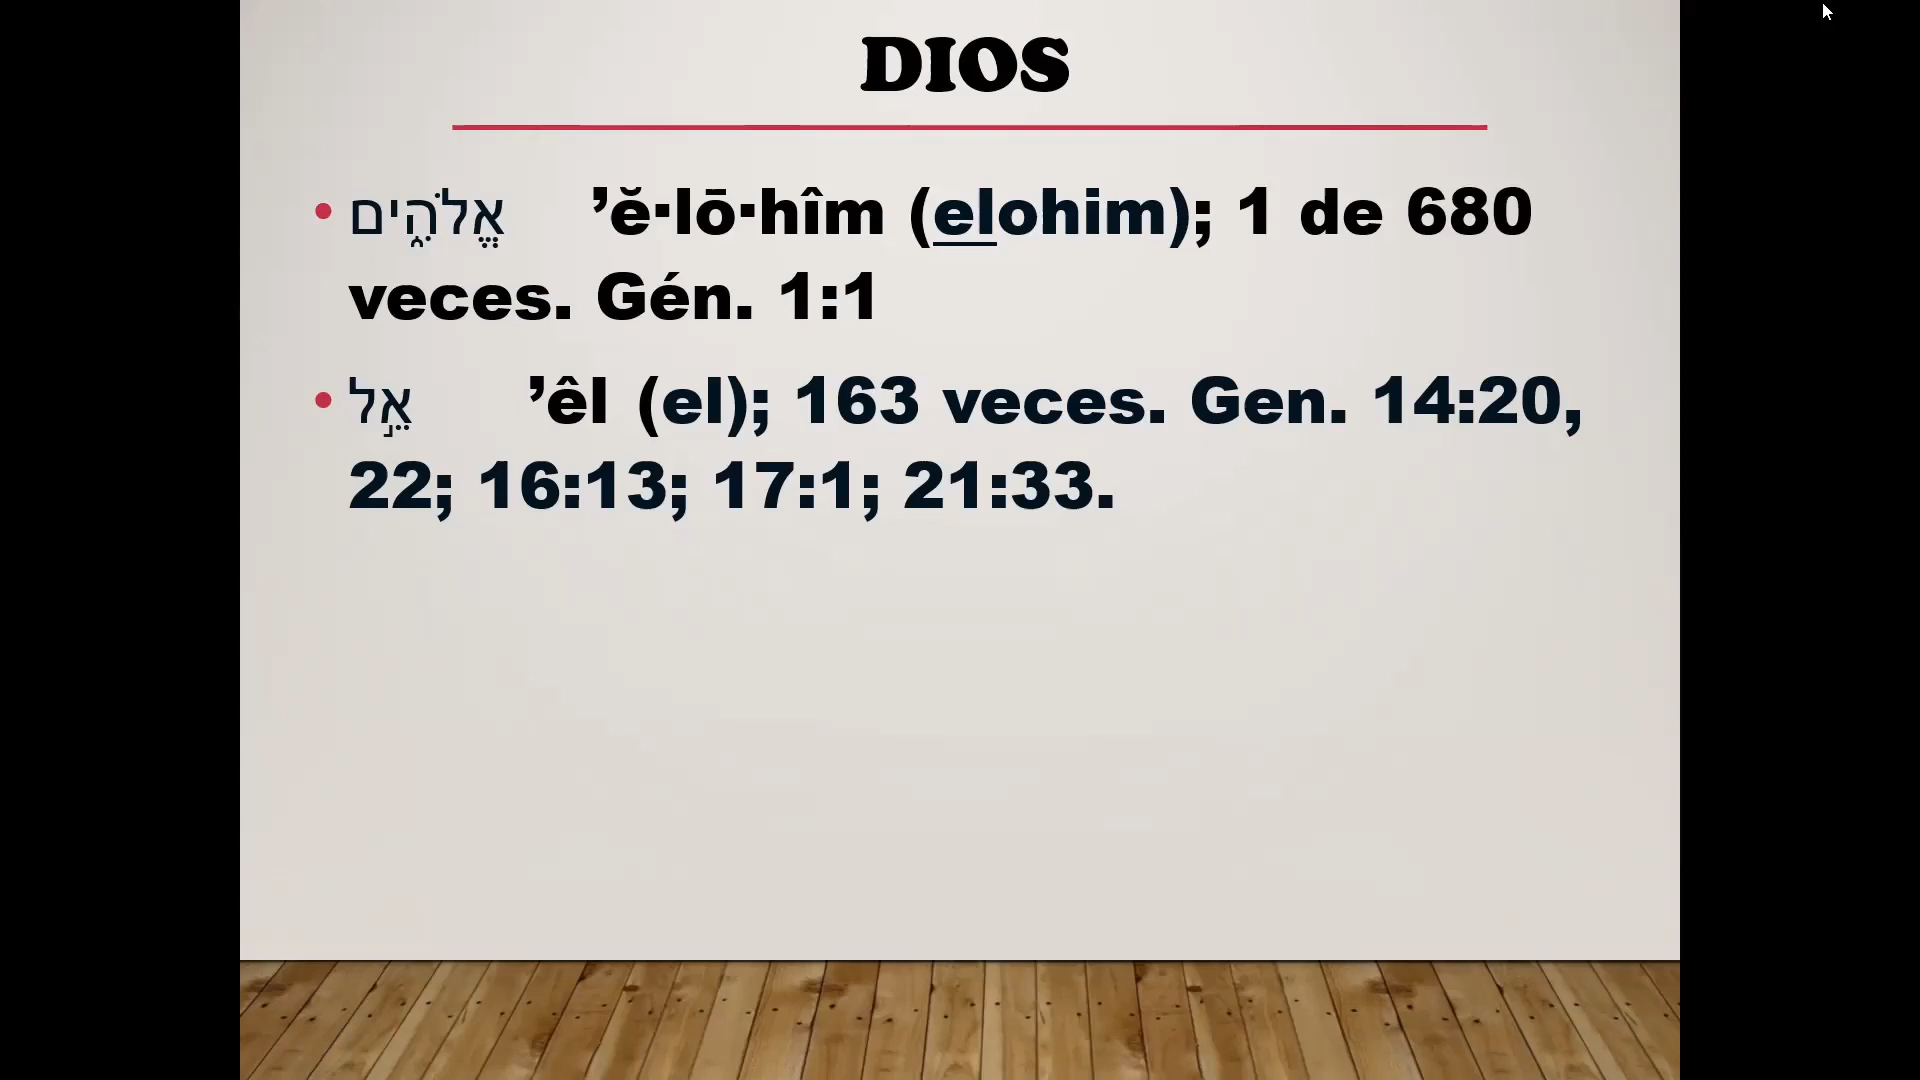 DIOS
• אֱלֹהִ֑ים ’ĕ·lō·hîm (elohim); 1 de 680
veces. Gén. 1:1
• אֵ֣ל ’êl (el); 163 veces. Gen. 14:20,
22; 16:13; 17:1; 21:33.